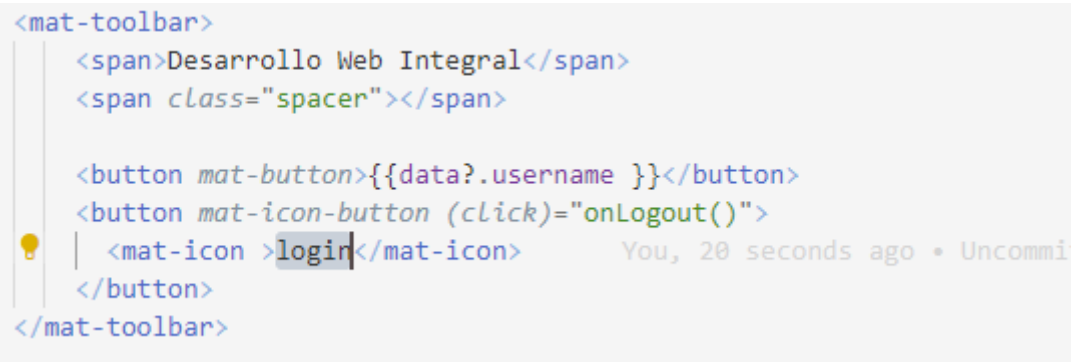 <mat-toolbar>
<span>Desarrollo Web Integral</span>
<span class="spacer"></span>
<button mat-button>{{data?.username }}</button>
<button mat-icon-button (click)="onLogout()">
<mat-icon >login</mat-icon> You, 20 seconds ago • Uncommi
</button>
</mat-toolbar>